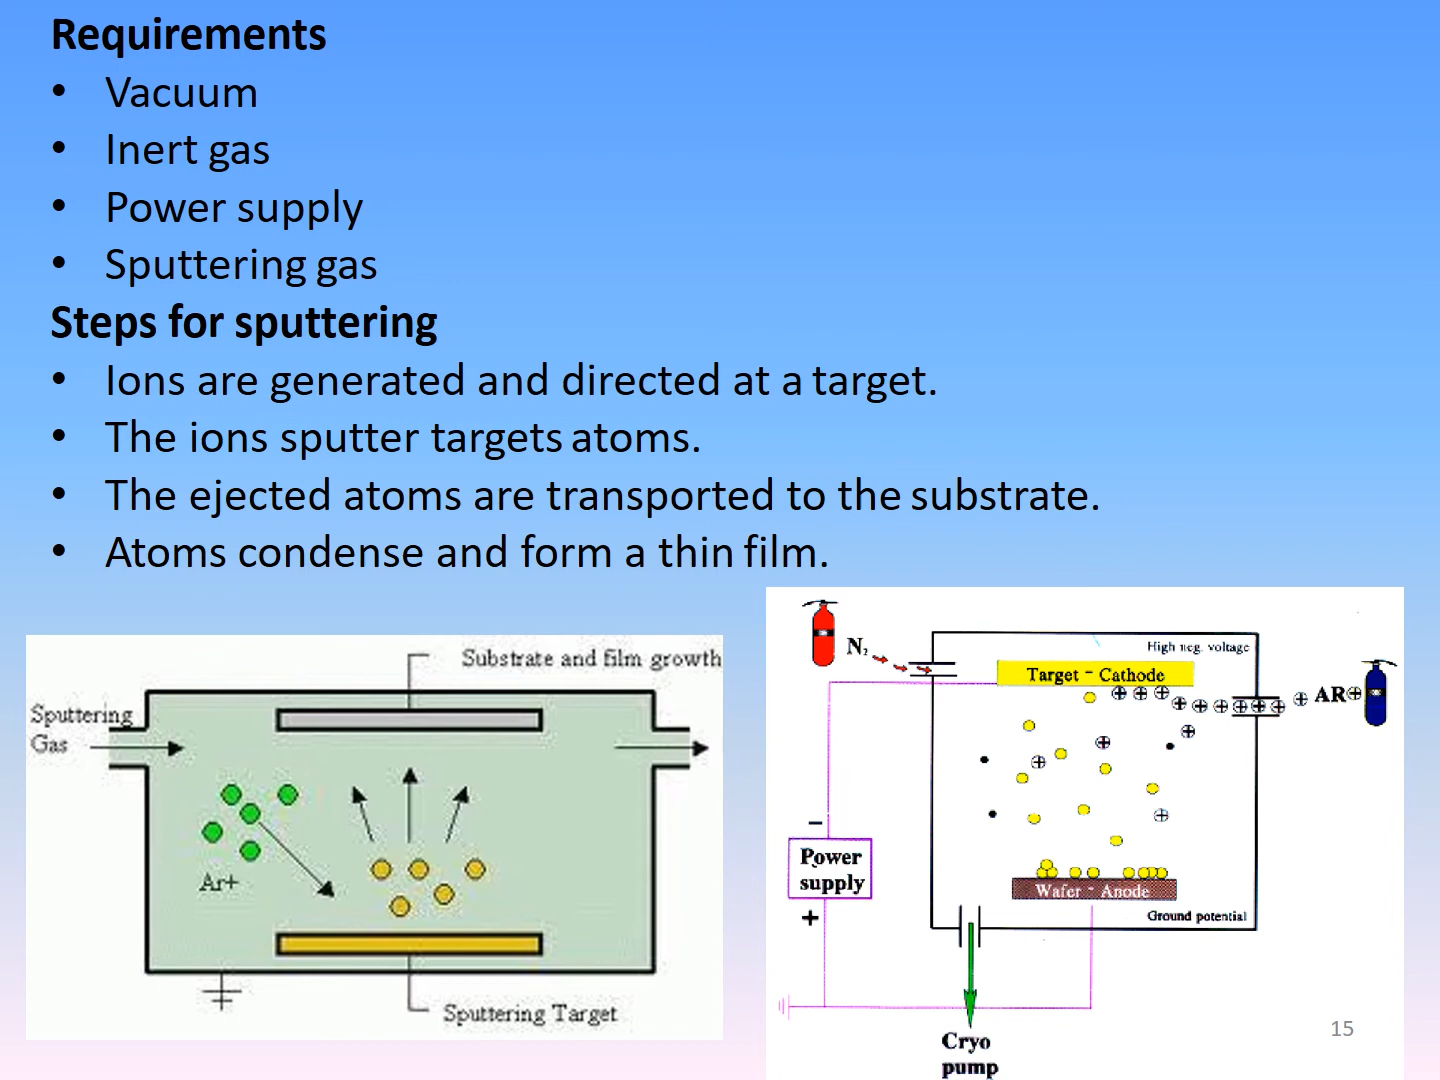 Requirements
• Vacuum
• Inert gas
• Power supply
• Sputtering gas
Steps for sputtering
• Ions are generated and directed at a target.
• The ions sputter targets atoms.
• The ejected atoms are transported to the substrate.
• Atoms condense and form a thin film.
Substrate and film growth
Sputtering
Gas
Ar+
Sputtering Target
N₂
High neg. voltage
Target - Cathode
AR+
−
Power
supply
+
Wafer - Anode
Ground potential
Cryo
pump
15